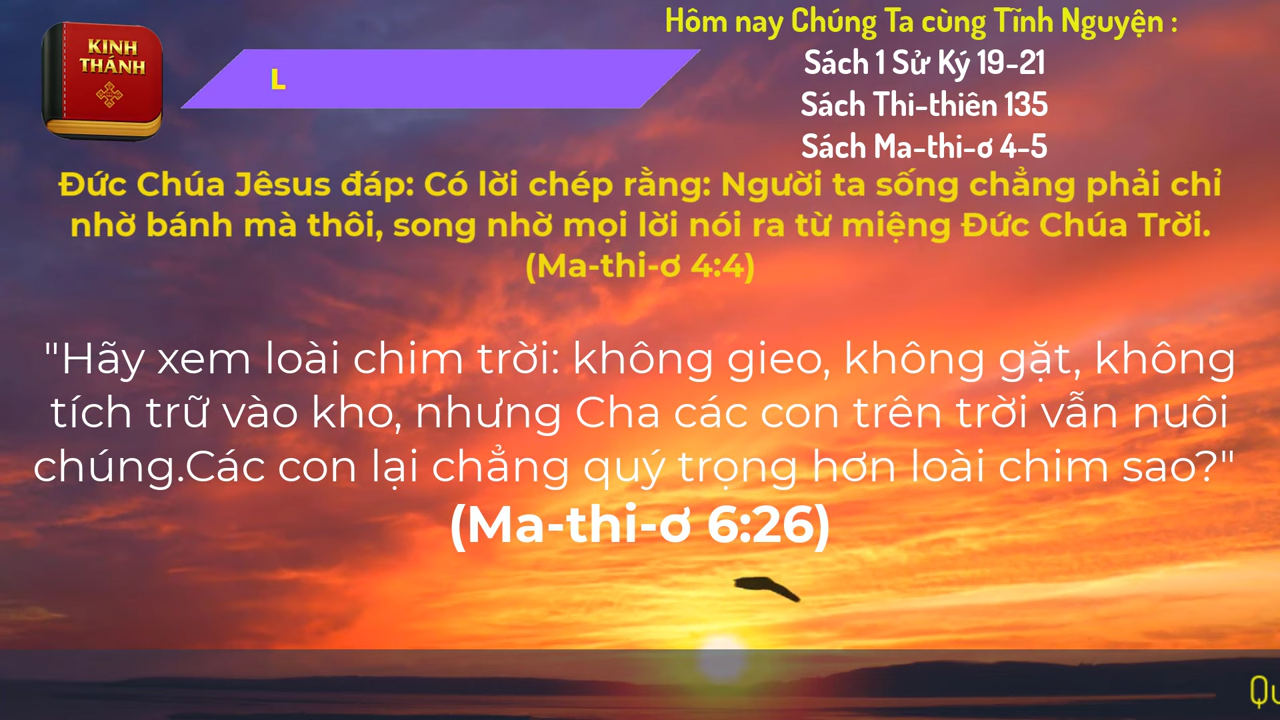 KINH
THÁNH
L
Hôm nay Chúng Ta cùng Tĩnh Nguyện :
Sách 1 Sử Ký 19-21
Sách Thi-thiên 135
Sách Ma-thi-ơ 4-5
Đức Chúa Jêsus đáp: Có lời chép rằng: Người ta sống chẳng phải chỉ
nhờ bánh mà thôi, song nhờ mọi lời nói ra từ miệng Đức Chúa Trời.
(Ma-thi-ơ 4:4)
"Hãy xem loài chim trời: không gieo, không gặt, không
tích trữ vào kho, nhưng Cha các con trên trời vẫn nuôi
chúng.Các con lại chẳng quý trọng hơn loài chim sao?"
(Ma-thi-ơ 6:26)